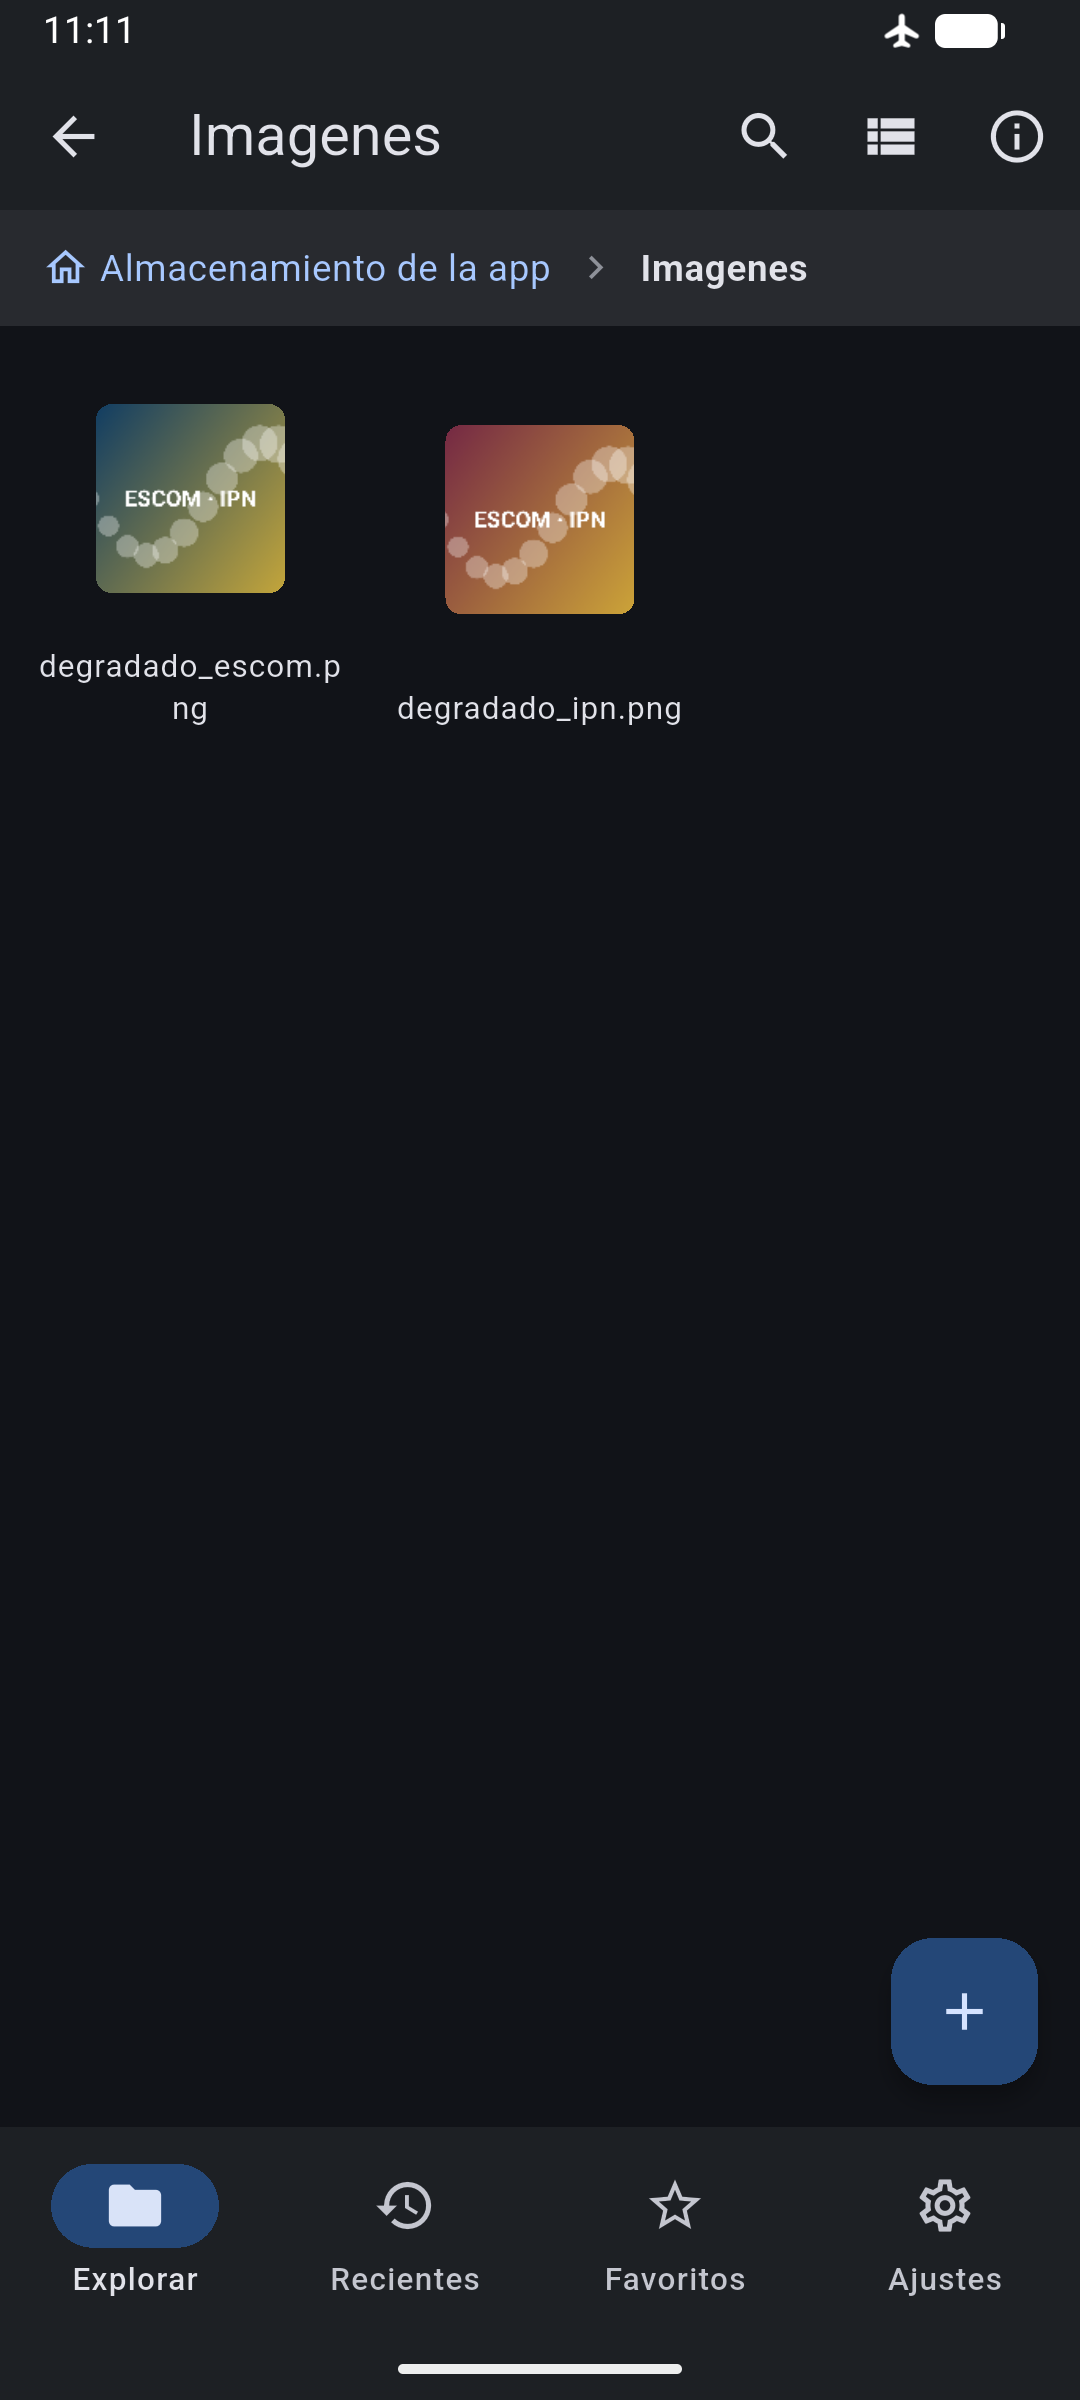 11:11
Imagenes
Almacenamiento de la app > Imagenes
ESCOM · IPN
ESCOM · IPN
degradado_escom.p
ng
degradado_ipn.png
Explorar
Recientes
Favoritos
Ajustes